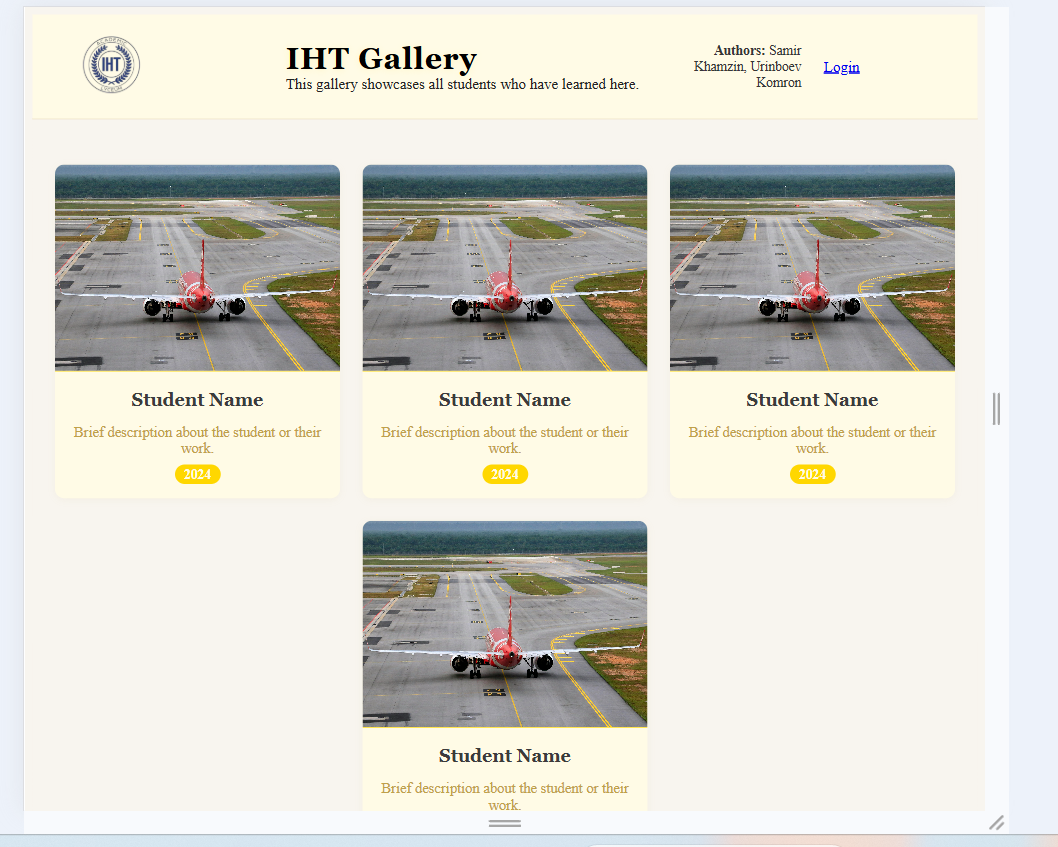 ACADEMIC
IHT
LYCEUM
IHT Gallery
This gallery showcases all students who have learned here.
Authors: Samir
Khamzin, Urinboev
Komron
Login
Student Name
Brief description about the student or their
work.
2024
Student Name
Brief description about the student or their
work.
2024
Student Name
Brief description about the student or their
work.
2024
Student Name
Brief description about the student or their
work.